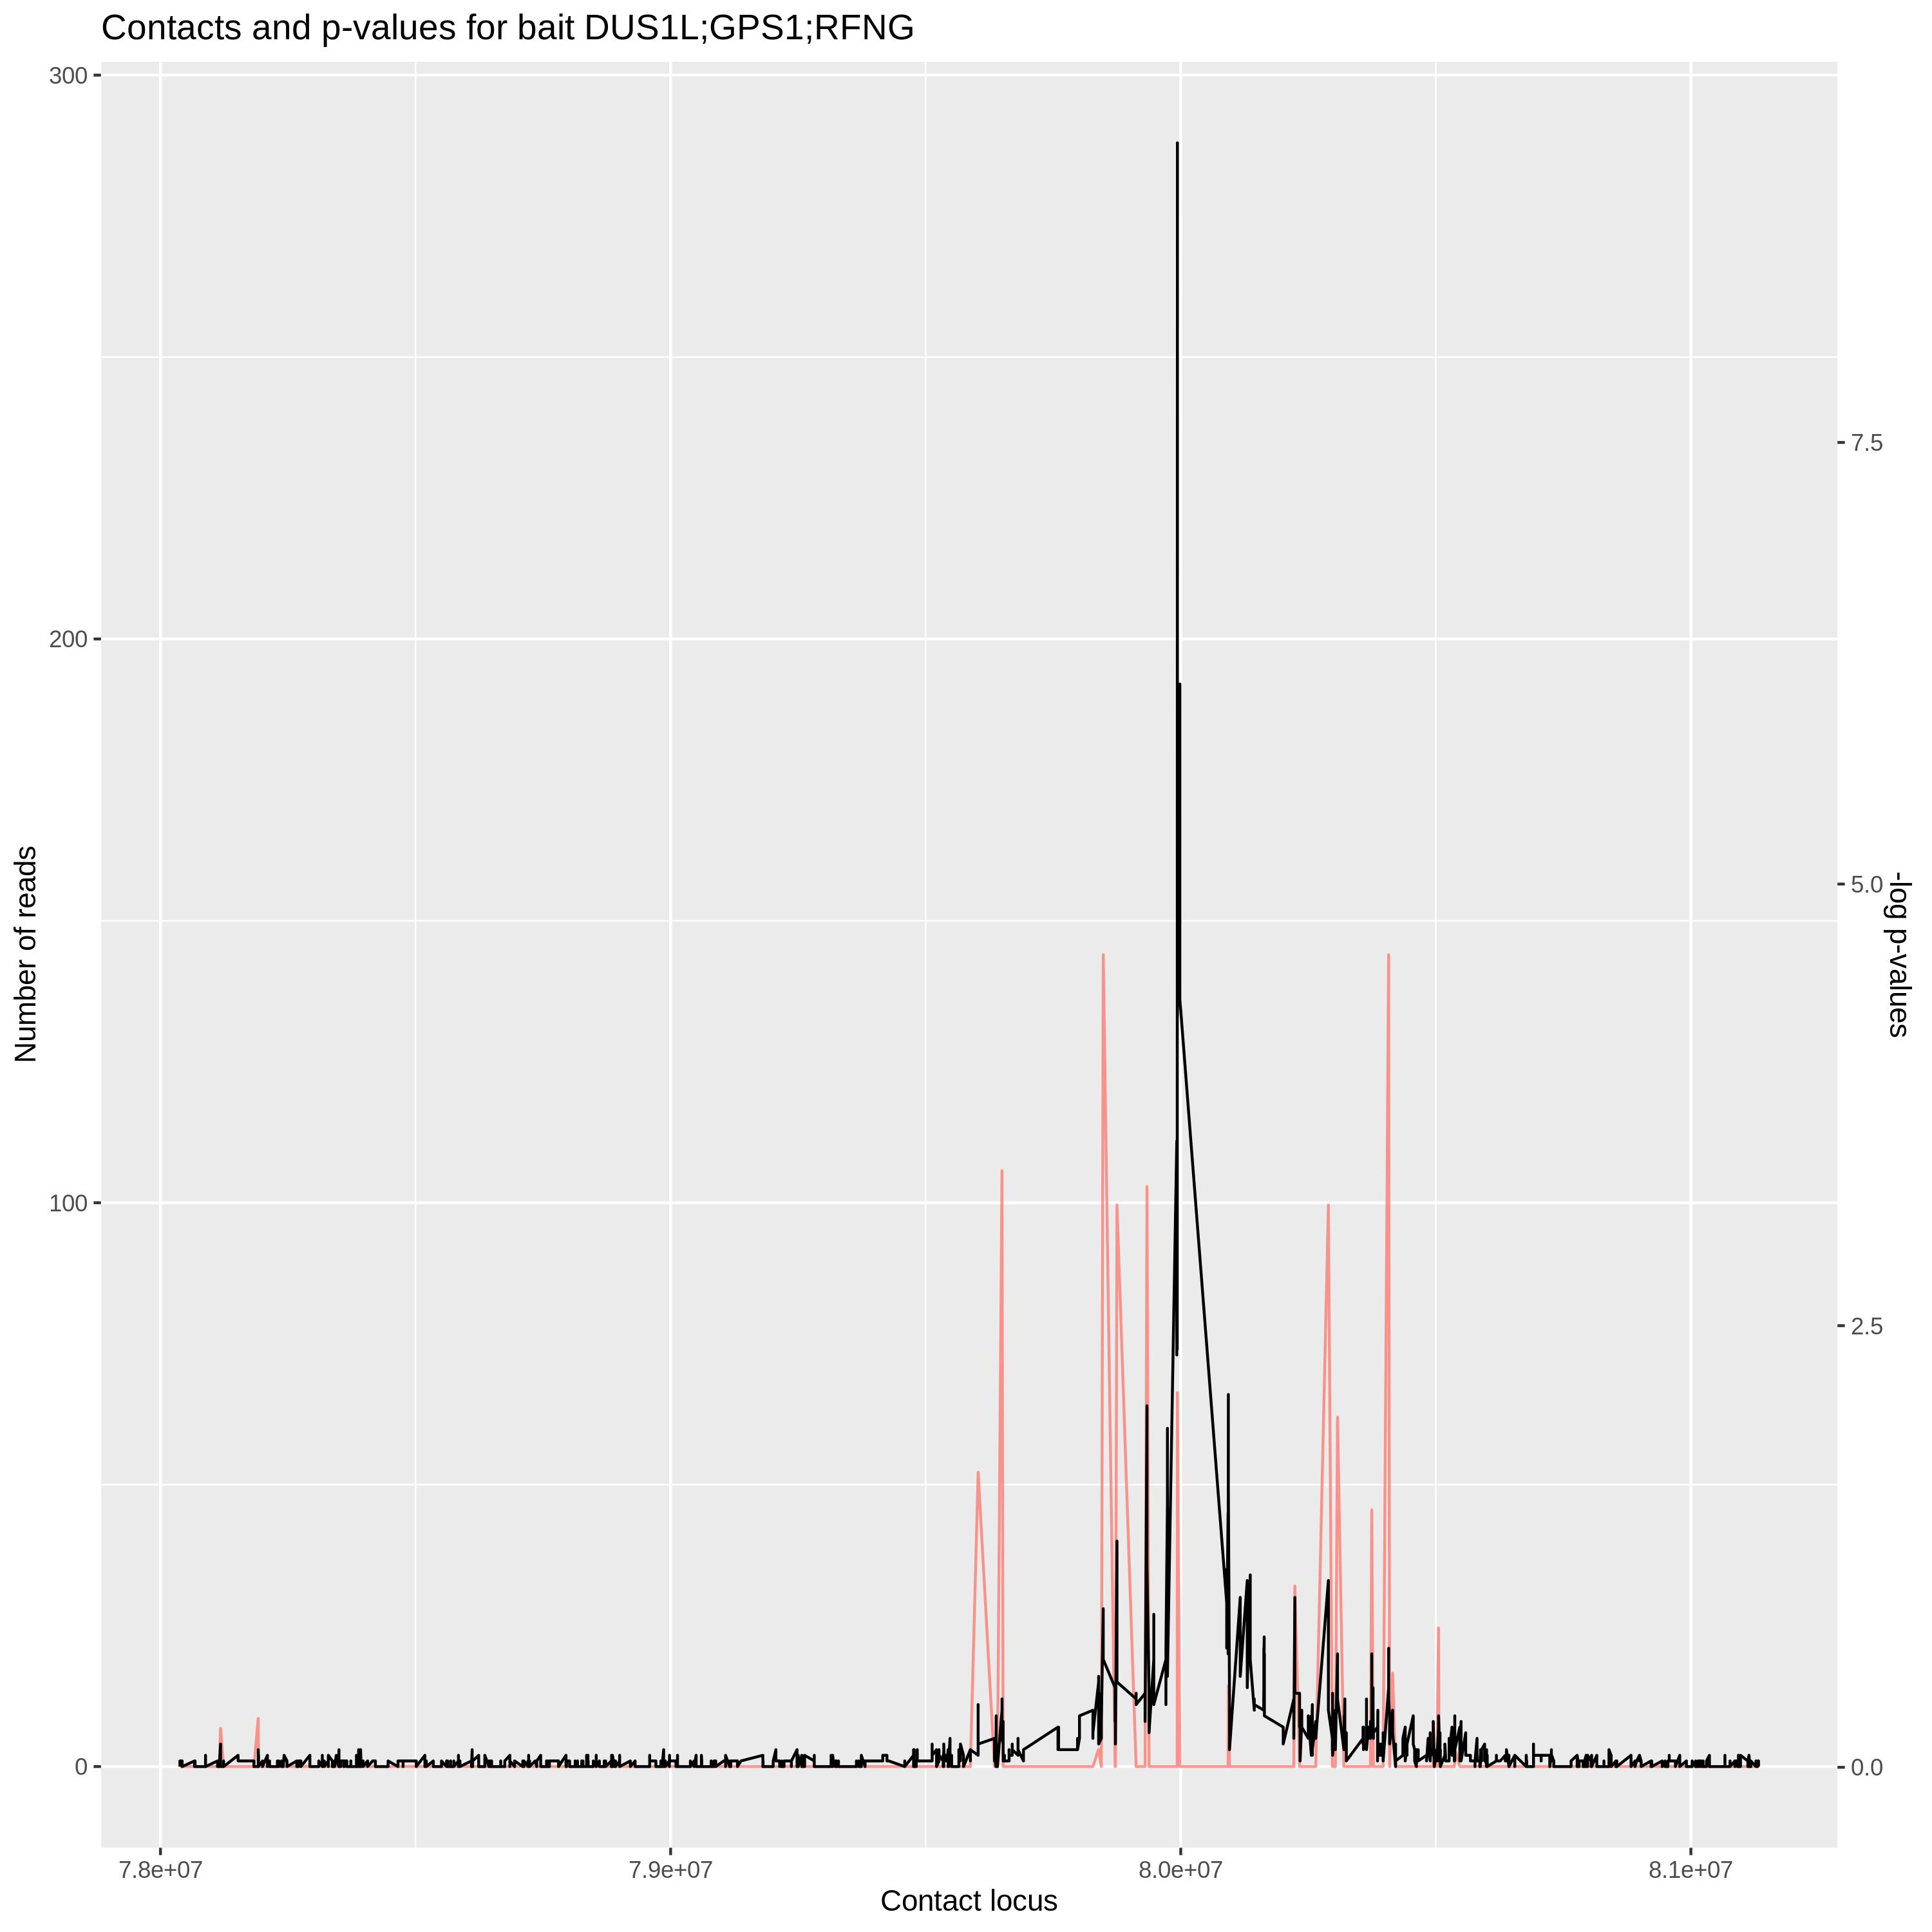 Contacts and p-values for bait DUS1L;GPS1;RFNG
300
200
100
0
Number of reads
7.5
5.0
2.5
0.0
-log p-values
7.8e+07
7.9e+07
8.0e+07
8.1e+07
Contact locus